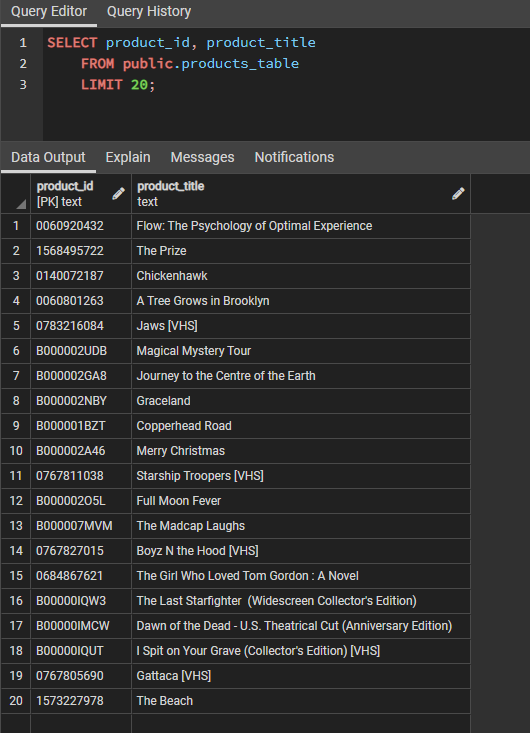 Query Editor Query History
1 SELECT product_id, product_title
2 FROM public.products_table
3 LIMIT 20;
Data Output Explain Messages Notifications
product_id product_title
[PK] text text
1 0060920432 Flow: The Psychology of Optimal Experience
2 1568495722 The Prize
3 0140072187 Chickenhawk
4 0060801263 A Tree Grows in Brooklyn
5 0783216084 Jaws [VHS]
6 B000002UDB Magical Mystery Tour
7 B000002GA8 Journey to the Centre of the Earth
8 B000002NBY Graceland
9 B000001BZT Copperhead Road
10 B000002A46 Merry Christmas
11 0767811038 Starship Troopers [VHS]
12 B000002O5L Full Moon Fever
13 B000007MVM The Madcap Laughs
14 0767827015 Boyz N the Hood [VHS]
15 0684867621 The Girl Who Loved Tom Gordon : A Novel
16 B00000IQW3 The Last Starfighter  (Widescreen Collector's Edition)
17 B00000IMCW Dawn of the Dead - U.S. Theatrical Cut (Anniversary Edition)
18 B00000IQUT I Spit on Your Grave (Collector's Edition) [VHS]
19 0767805690 Gattaca [VHS]
20 1573227978 The Beach